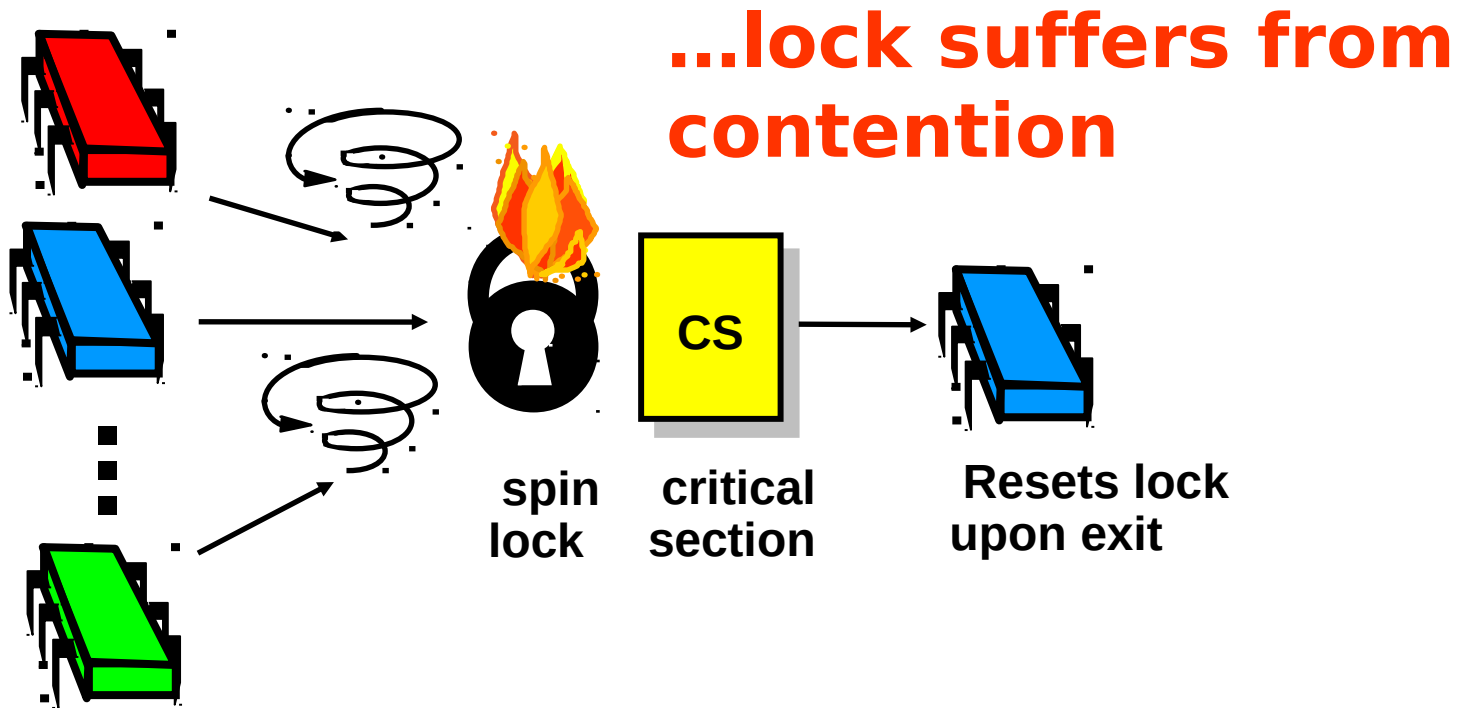 …lock suffers from
contention
CS
spin
lock
critical
section
Resets lock
upon exit